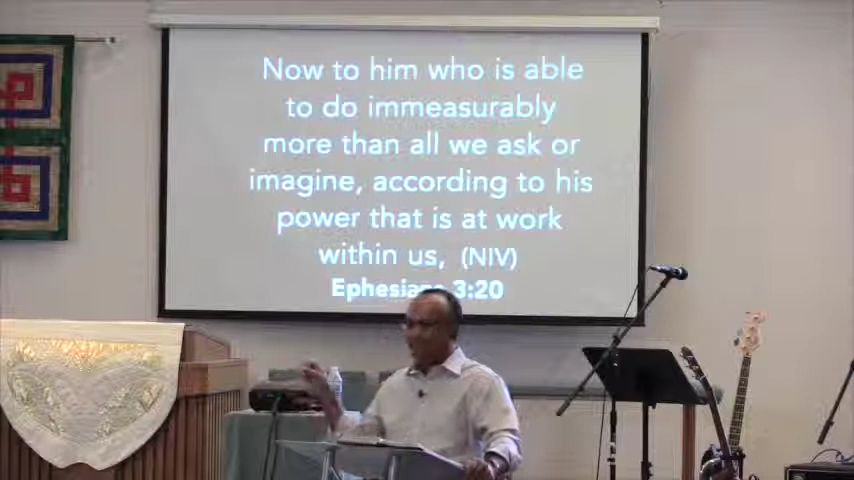 Now to him who is able
to do immeasurably
more than all we ask or
imagine, according to his
power that is at work
within us, (NIV)
Ephesians 3:20